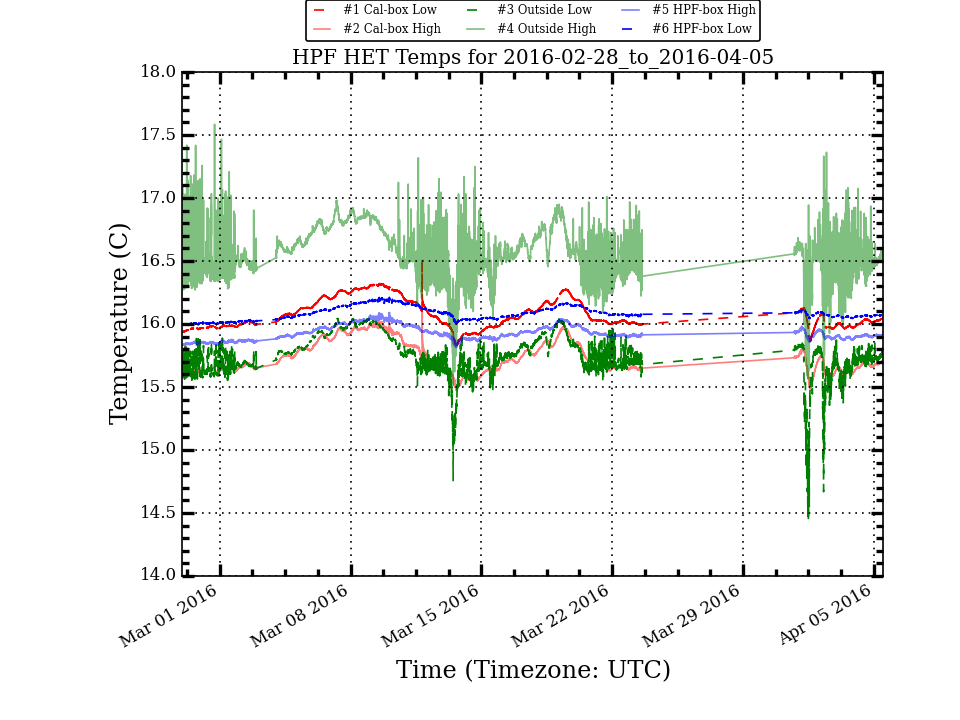 #1 Cal-box Low #3 Outside Low #5 HPF-box High
#2 Cal-box High #4 Outside High #6 HPF-box Low
HPF HET Temps for 2016-02-28_to_2016-04-05
18.0
17.5
17.0
16.5
16.0
15.5
15.0
14.5
14.0
Temperature (C)
Mar 01 2016 Mar 08 2016 Mar 15 2016 Mar 22 2016 Mar 29 2016 Apr 05 2016
Time (Timezone: UTC)